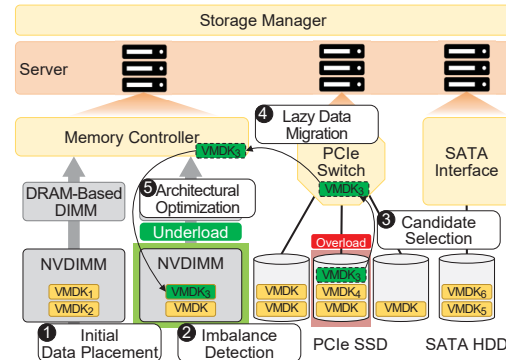 Storage Manager
Server
4 Lazy Data
Migration
Memory Controller
VMDK3
PCIe
Switch
VMDK3
SATA
Interface
DRAM-Based
DIMM
5 Architectural
Optimization
Underload
Overload
3 Candidate
Selection
NVDIMM
VMDK1
VMDK2
NVDIMM
VMDK3
VMDK
VMDK
VMDK3
VMDK4
VMDK
VMDK
VMDK6
VMDK5
1 Initial
Data Placement
2 Imbalance
Detection
PCIe SSD
SATA HDD